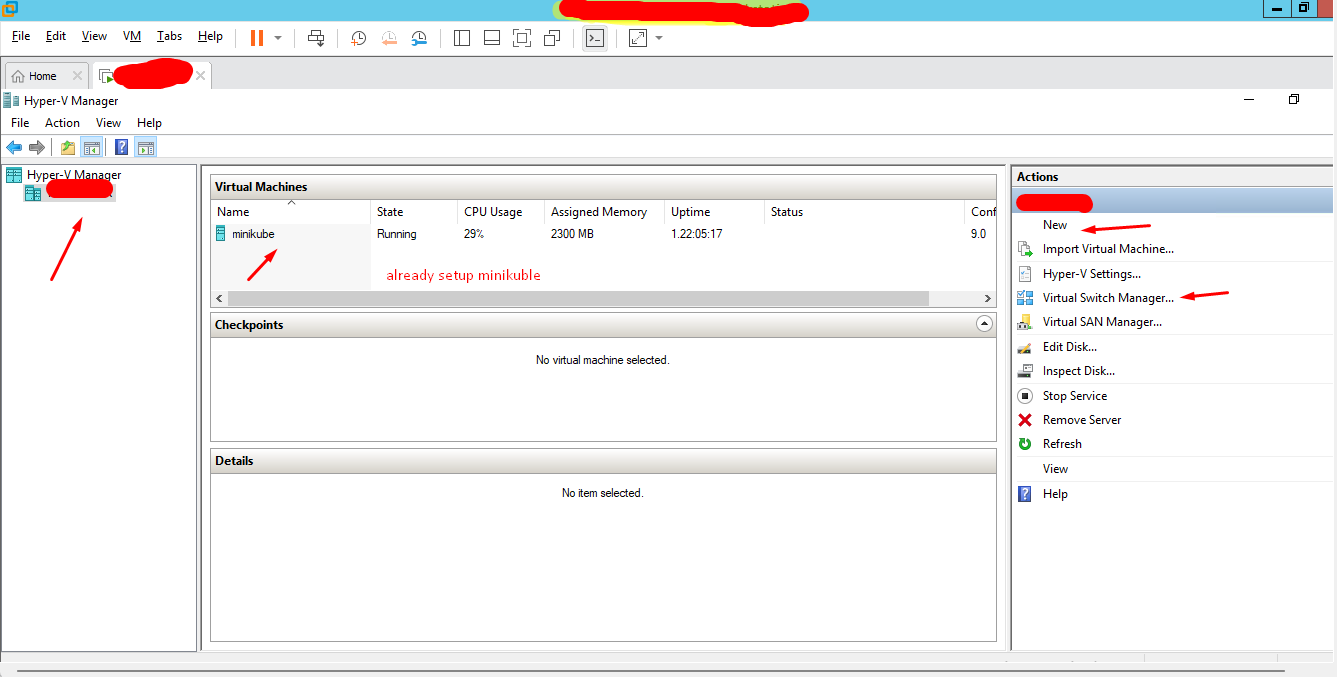 File Edit View VM Tabs Help
Home
Hyper-V Manager
File Action View Help
Hyper-V Manager
Virtual Machines
Name State CPU Usage Assigned Memory Uptime Status Conf
minikube Running 29% 2300 MB 1.22:05:17 9.0
already setup minikuble
Checkpoints
No virtual machine selected.
Details
No item selected.
Actions
New
Import Virtual Machine...
Hyper-V Settings...
Virtual Switch Manager...
Virtual SAN Manager...
Edit Disk...
Inspect Disk...
Stop Service
Remove Server
Refresh
View
Help